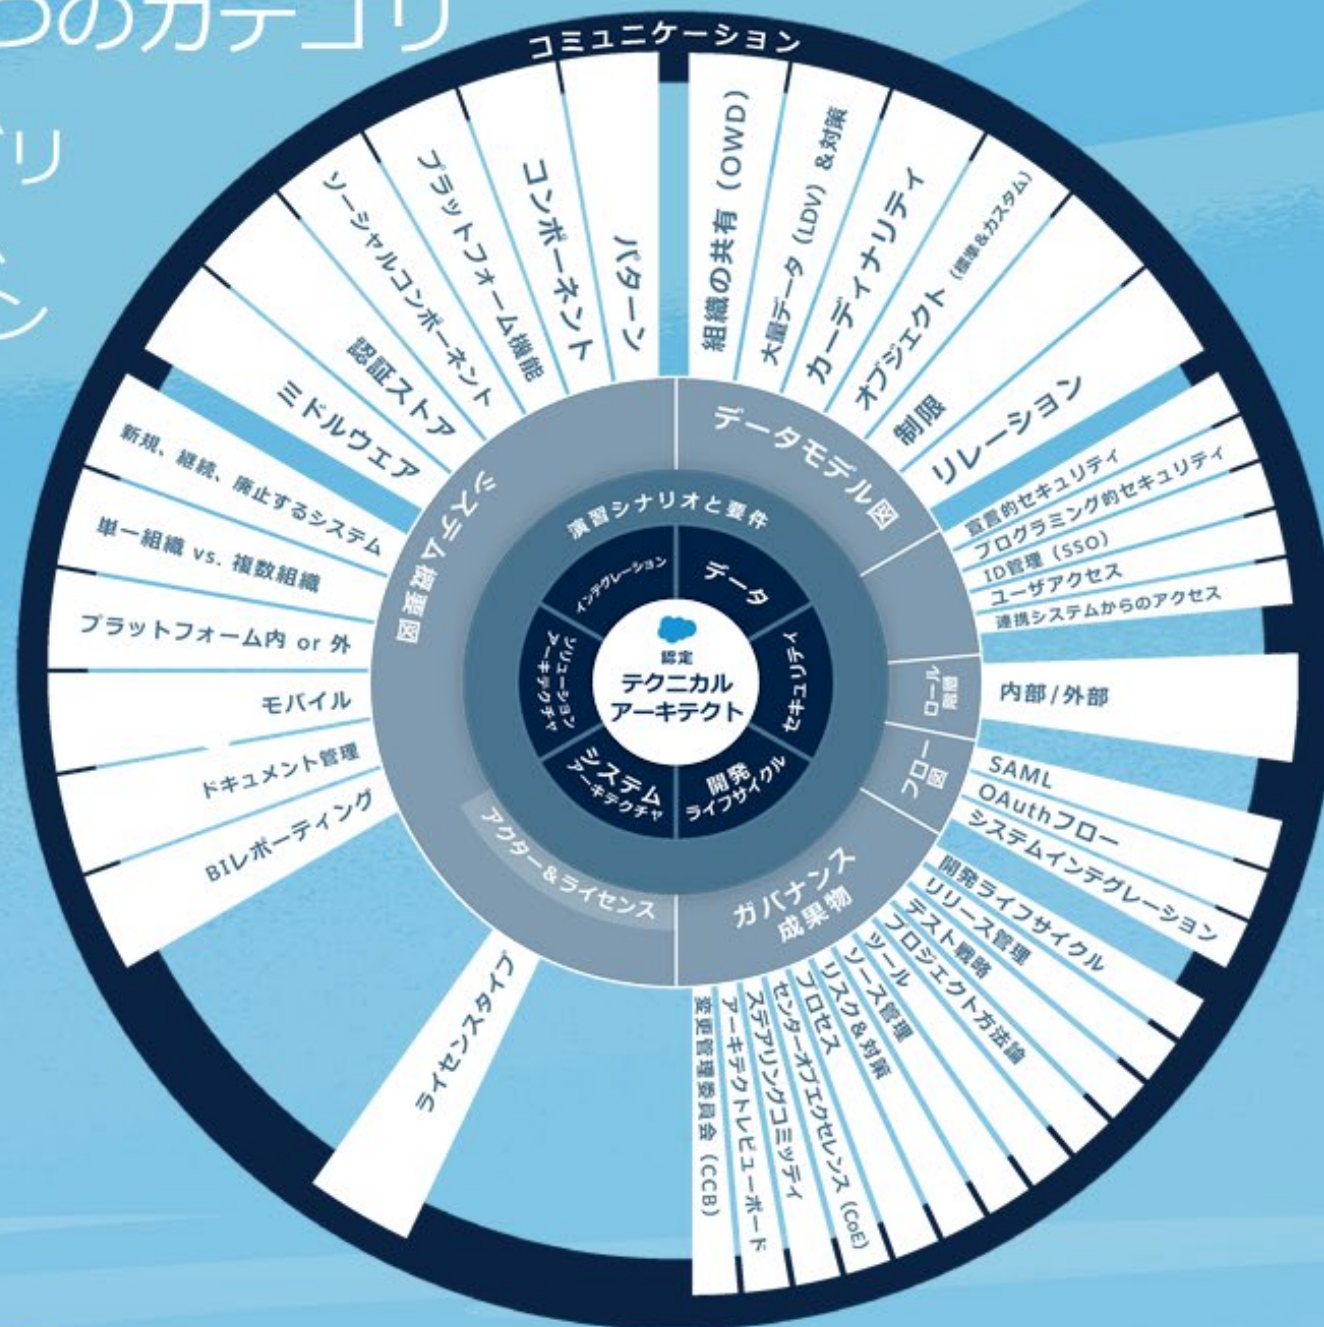 つのカテゴリ
リ
コミュニケーション
パターン
コンポーネント
プラットフォーム機能
ソーシャルコンポーネント
認証ストア
ミドルウェア
新規、継続、廃止するシステム
単一組織 vs. 複数組織
プラットフォーム内 or 外
モバイル
ドキュメント管理
BIレポーティング
ライセンスタイプ
組織の共有（OWD）
大量データ（LDV）&対策
カーディナリティ
オブジェクト（標準&カスタム）
制限
リレーション
宣言的セキュリティ
プログラミング的セキュリティ
ID管理（SSO）
ユーザアクセス
連携システムからのアクセス
内部/外部
SAML
OAuthフロー
システムインテグレーション
開発ライフサイクル
リリース管理
テスト戦略
プロジェクト方法論
ツール
ソース管理
リスク&対策
プロセス
センターオブエクセレンス（CoE）
ステアリングコミッティ
アーキテクトレビューボード
変更管理委員会（CCB）
システム概要図
データモデル図
ロール
階層
フロー
図
ガバナンス
成果物
アクター&ライセンス
演習シナリオと要件
インテグレーション
データ
セキュリティ
開発
ライフサイクル
システム
アーキテクチャ
ソリューション
アーキテクチャ
認定
テクニカル
アーキテクト